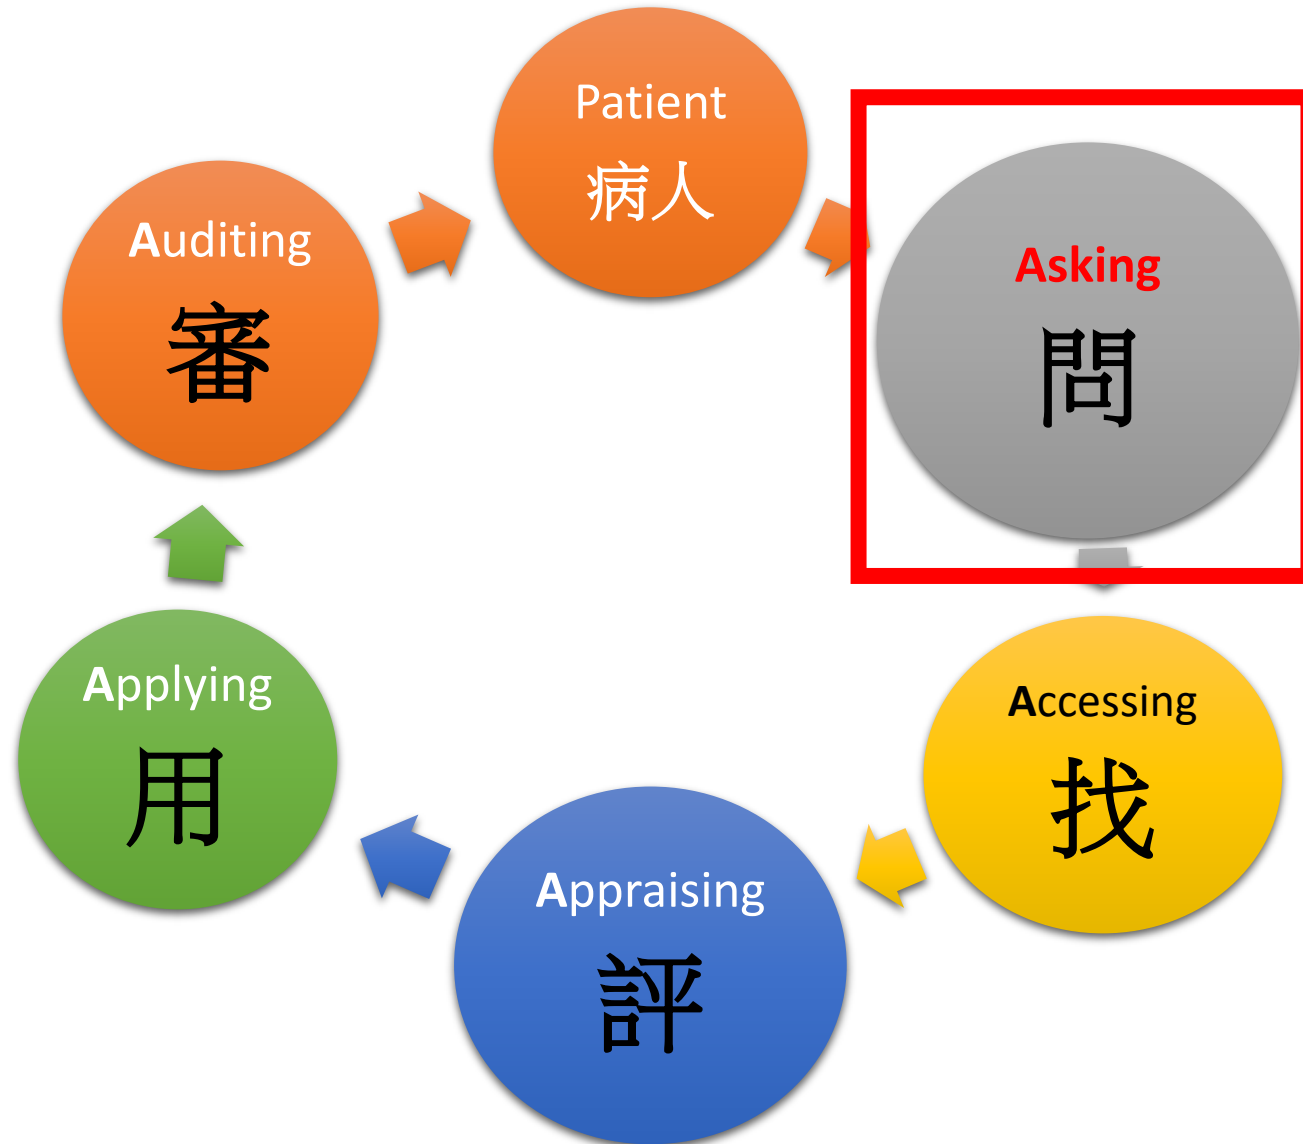 Patient
病人
Asking
問
Accessing
找
Appraising
評
Applying
用
Auditing
審